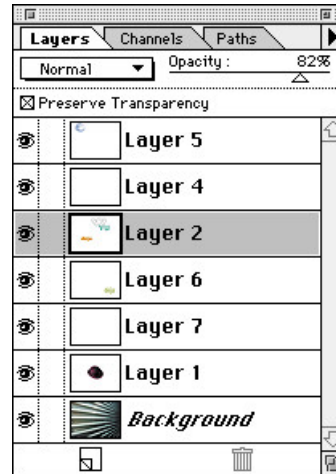 Layers Channels Paths
Normal Opacity: 82%
Preserve Transparency
Layer 5
Layer 4
Layer 2
Layer 6
Layer 7
Layer 1
Background